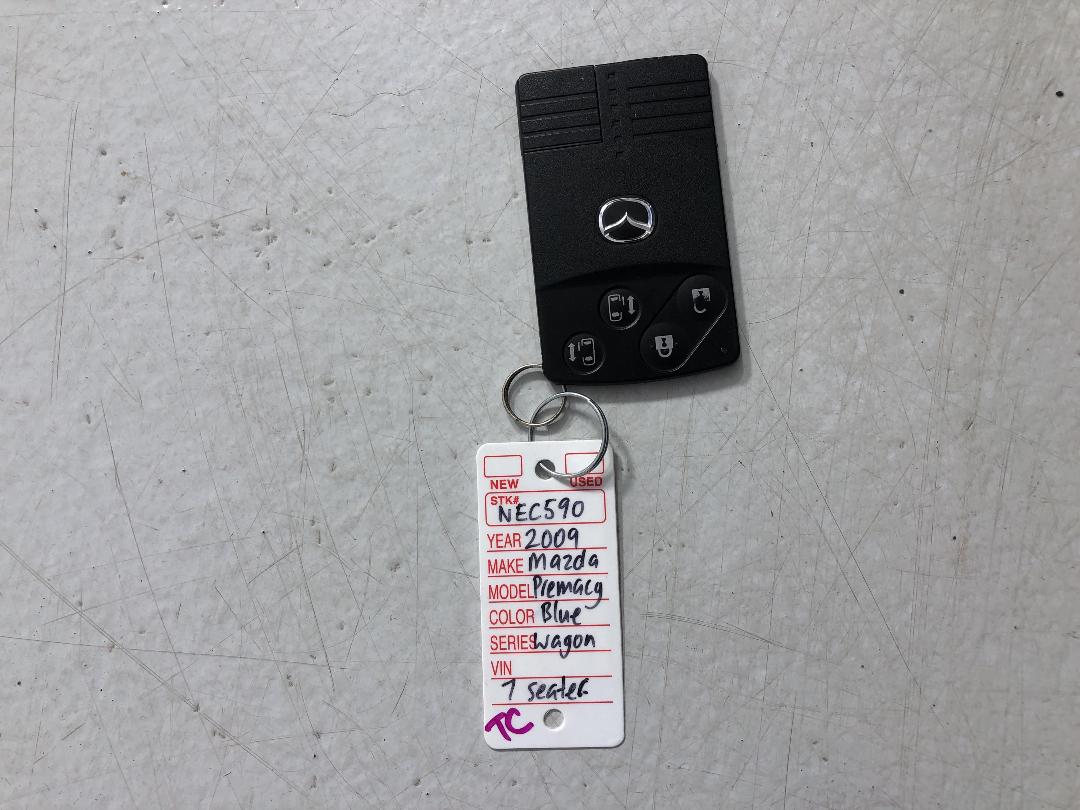 NEW USED
STK#
NEC590
YEAR 2009
MAKE Mazda
MODEL Premacy
COLOR Blue
SERIES Wagon
VIN
7 seater
TC